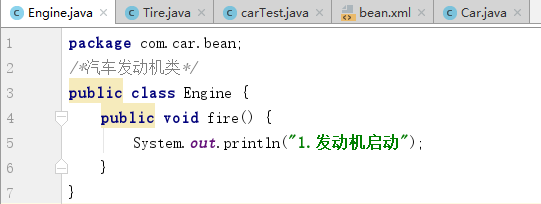 Engine.java Tire.java carTest.java bean.xml Car.java
1 package com.car.bean;
2 /*汽车发动机类*/
3 public class Engine {
4 public void fire() {
5 System.out.println("1.发动机启动");
6 }
7 }